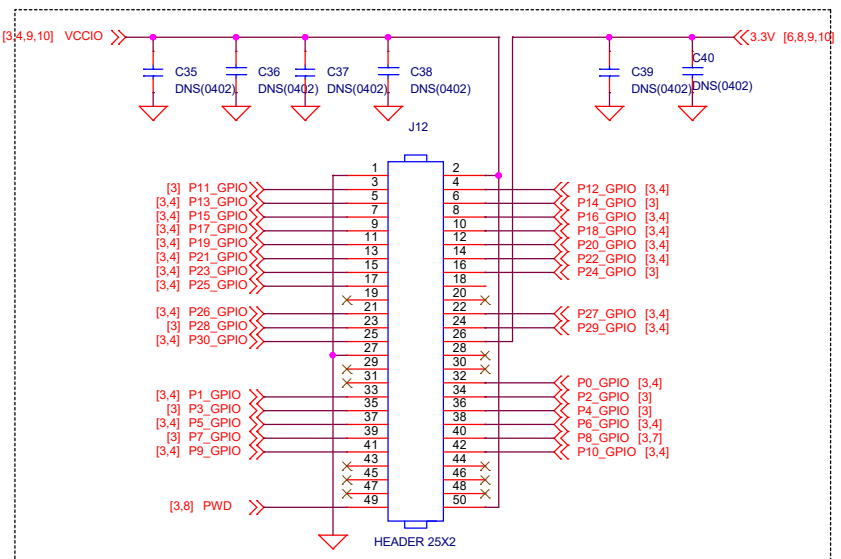 [3,4,9,10] VCCIO 3.3V [6,8,9,10]
C35 C36 C37 C38 C39 C40
DNS(0402) DNS(0402) DNS(0402) DNS(0402) DNS(0402) DNS(0402)
J12
1 2
[3] P11_GPIO 3 4 P12_GPIO [3,4]
[3,4] P13_GPIO 5 6 P14_GPIO [3]
[3,4] P15_GPIO 7 8 P16_GPIO [3,4]
[3,4] P17_GPIO 9 10 P18_GPIO [3,4]
[3,4] P19_GPIO 11 12 P20_GPIO [3,4]
[3,4] P21_GPIO 13 14 P22_GPIO [3,4]
[3,4] P23_GPIO 15 16 P24_GPIO [3]
[3,4] P25_GPIO 17 18
19 20
[3,4] P26_GPIO 21 22 P27_GPIO [3,4]
[3] P28_GPIO 23 24 P29_GPIO [3,4]
[3,4] P30_GPIO 25 26
27 28
29 30
31 32 P0_GPIO [3,4]
[3,4] P1_GPIO 33 34 P2_GPIO [3]
[3] P3_GPIO 35 36 P4_GPIO [3]
[3,4] P5_GPIO 37 38 P6_GPIO [3,4]
[3] P7_GPIO 39 40 P8_GPIO [3,7]
[3,4] P9_GPIO 41 42 P10_GPIO [3,4]
43 44
45 46
47 48
[3,8] PWD 49 50
HEADER 25X2